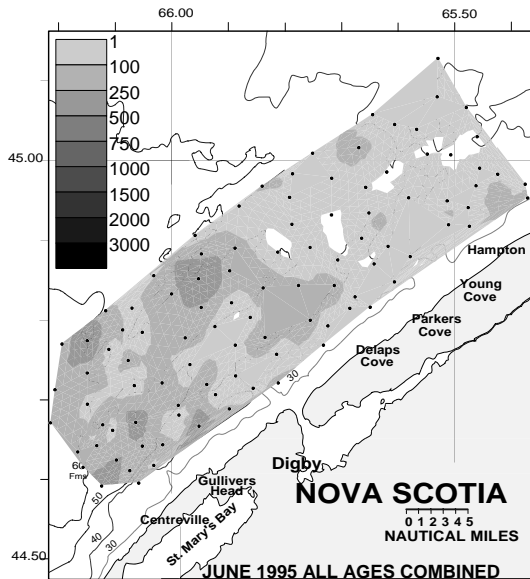 66.00
65.50
1
100
250
500
750
1000
1500
2000
3000
45.00
Hampton
Young
Cove
Parkers
Cove
Delaps
Cove
30
60
Fms
50
40
30
Digby
Gullivers
Head
Centreville
St. Mary's Bay
NOVA SCOTIA
0 1 2 3 4 5
NAUTICAL MILES
44.50
JUNE 1995 ALL AGES COMBINED